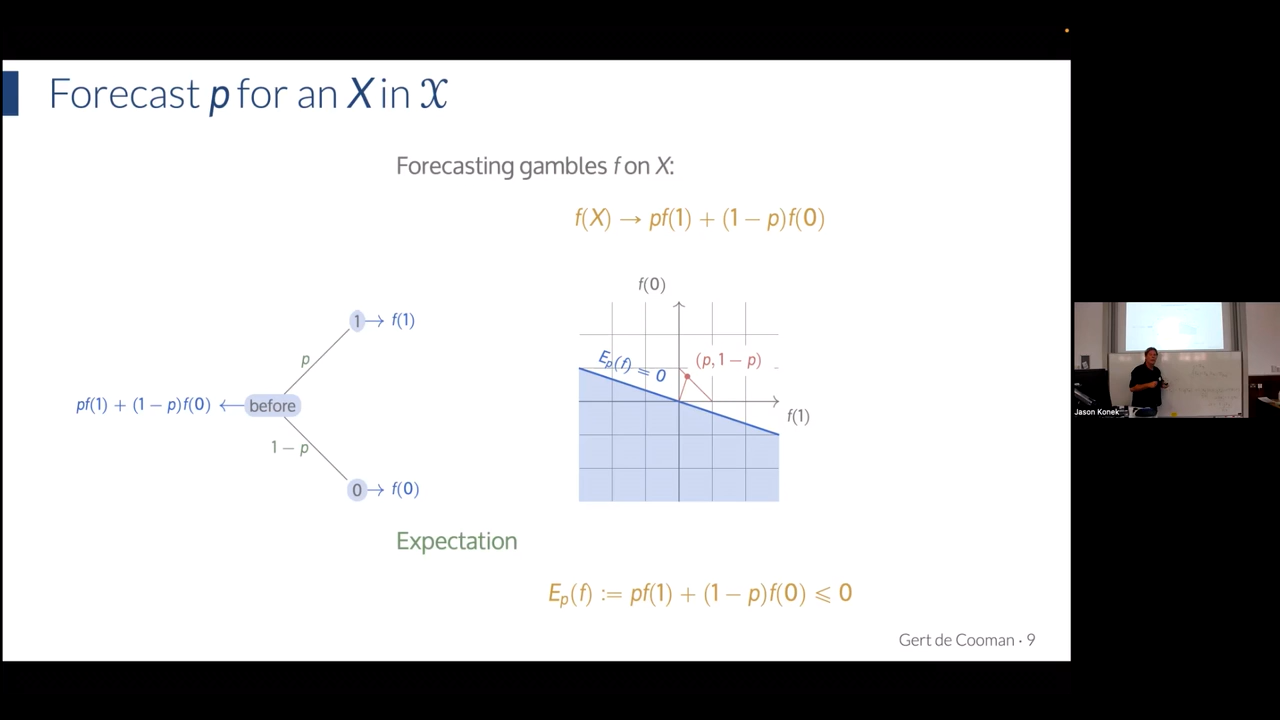 Forecast p for an X in 𝒳
Forecasting gambles f on X:
f(X) → pf(1) + (1 − p)f(0)
1 → f(1)
p
pf(1) + (1 − p)f(0) ← before
1 − p
0 → f(0)
f(0)
E_p(f) = 0
(p, 1 − p)
f(1)
Expectation
E_p(f) := pf(1) + (1 − p)f(0) ⩽ 0
Gert de Cooman · 9
Jason Konek